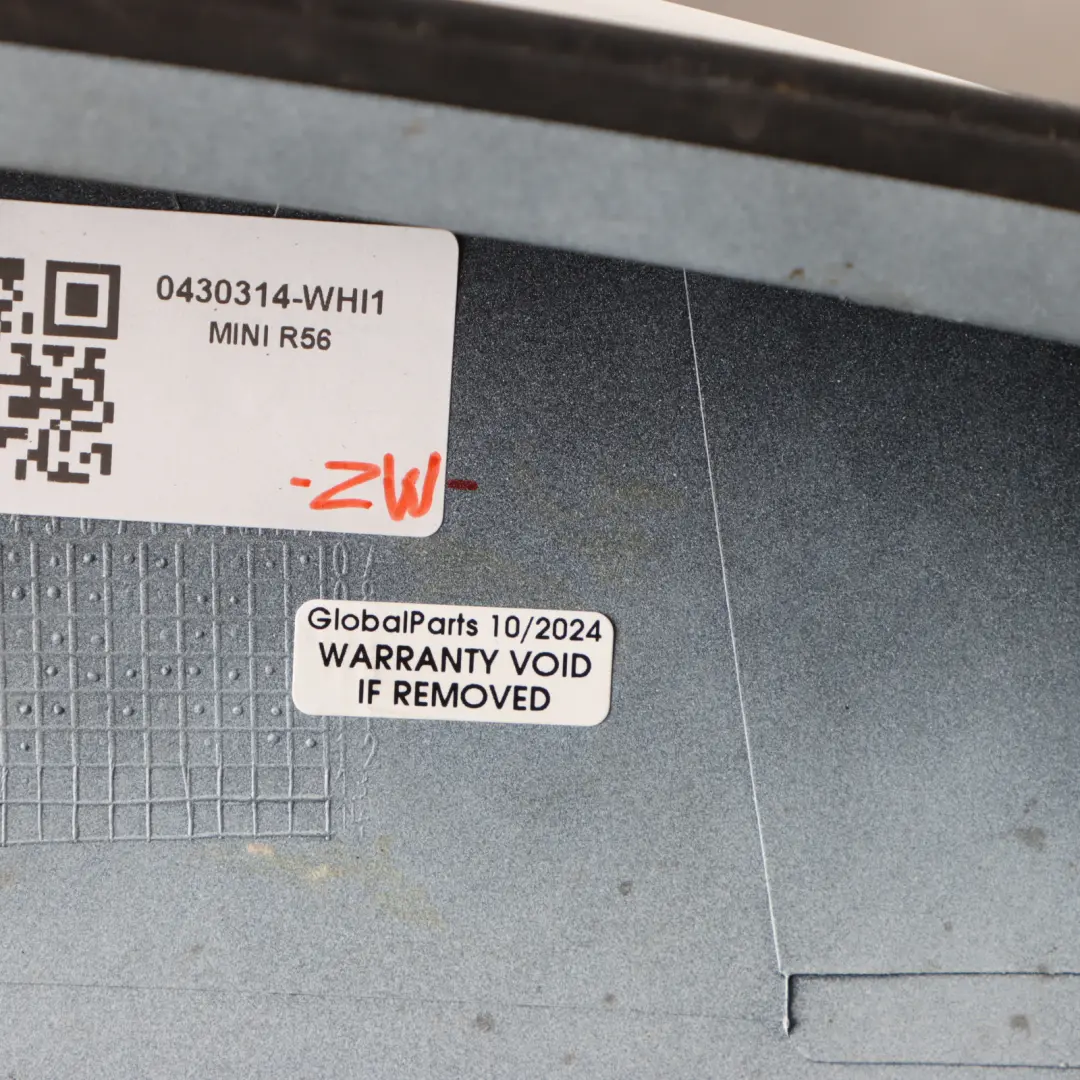 0430314-WHI1
MINI R56
-ZW-
GlobalParts 10/2024
WARRANTY VOID
IF REMOVED